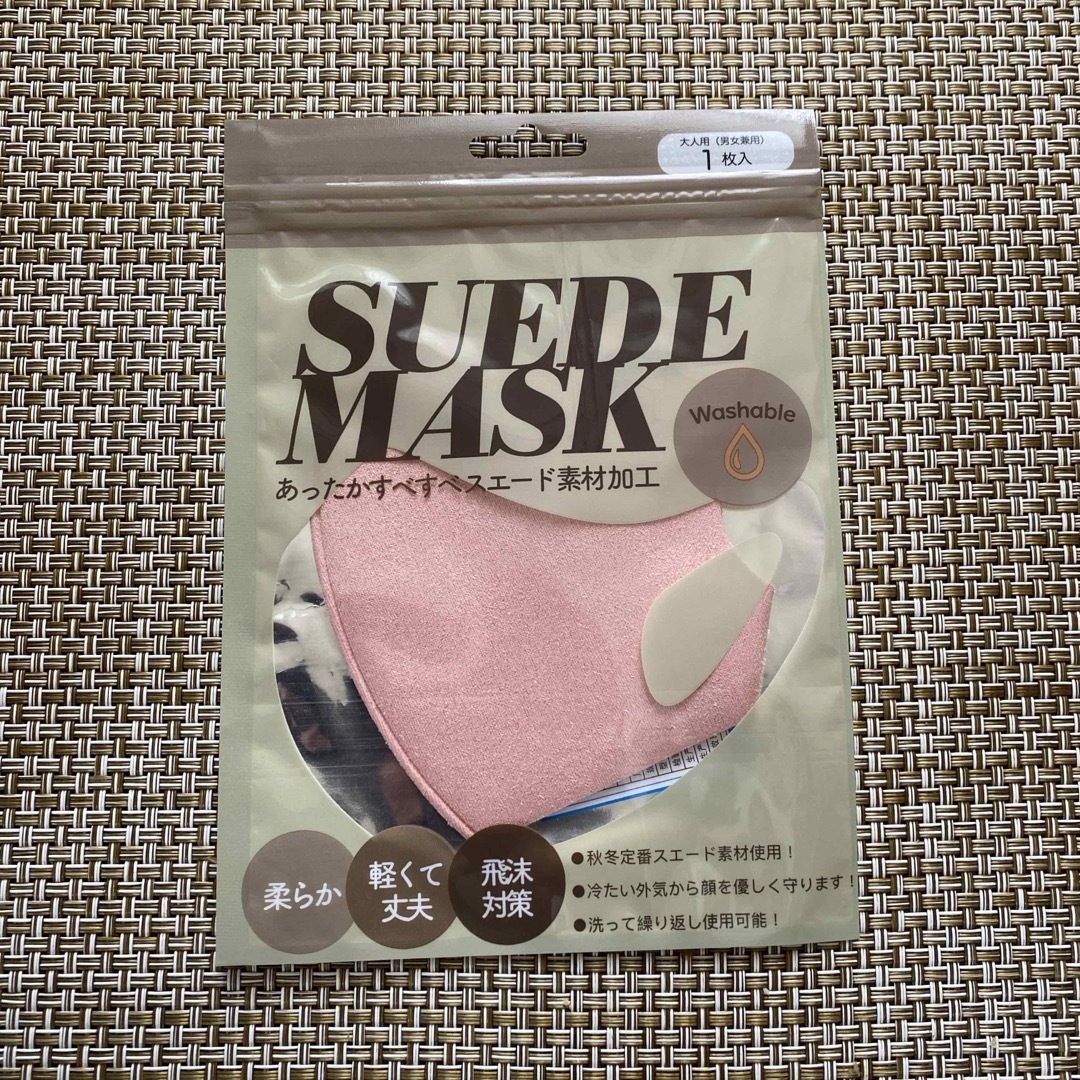 大人用（男女兼用）
1枚入
SUEDE
MASK
Washable
あったかすべすべスエード素材加工
柔らか
軽くて
丈夫
飛沫
対策
●秋冬定番スエード素材使用！
●冷たい外気から顔を優しく守ります！
●洗って繰り返し使用可能！